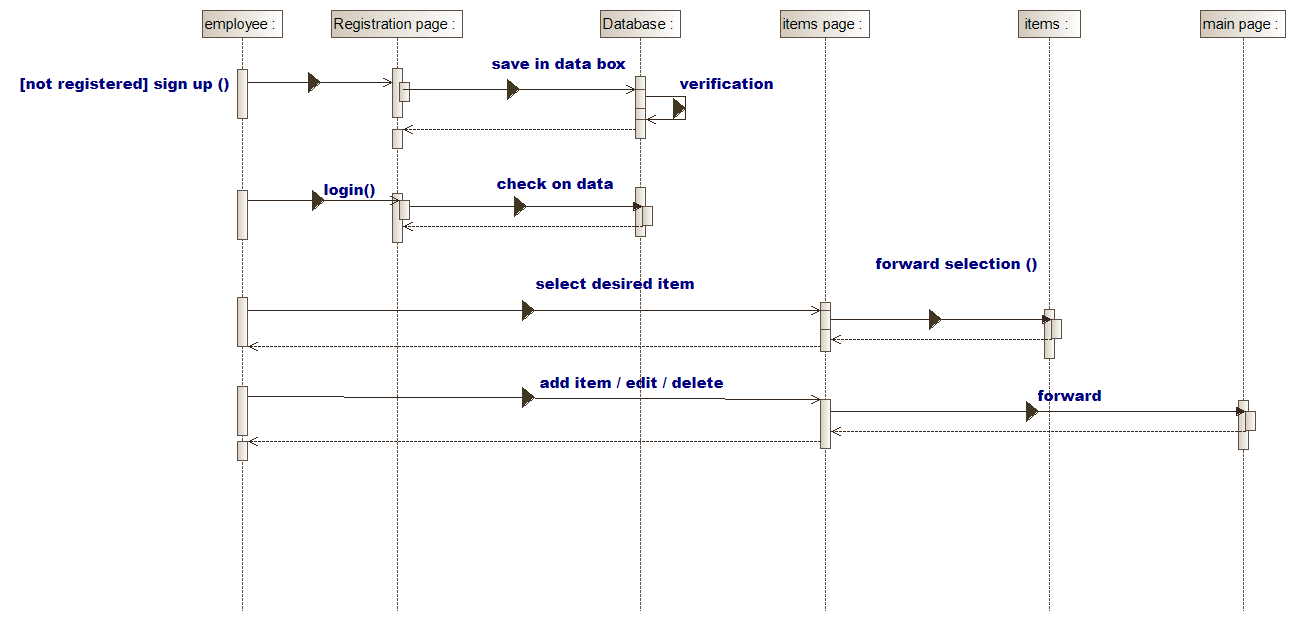 employee :
Registration page :
Database :
items page :
items :
main page :
save in data box
[not registered] sign up ()
verification
login()
check on data
forward selection ()
select desired item
add item / edit / delete
forward